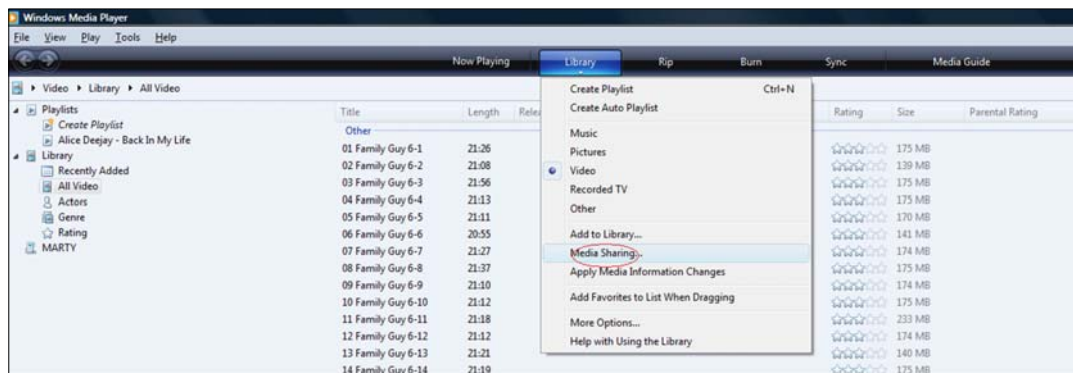 Windows Media Player
File View Play Tools Help
Now Playing Library Rip Burn Sync Media Guide
Video Library All Video
Playlists
Create Playlist
Alice Deejay - Back In My Life
Library
Recently Added
All Video
Actors
Genre
Rating
MARTY
Title Length Rating Size Parental Rating
Other
01 Family Guy 6-1 21:26 175 MB
02 Family Guy 6-2 21:08 139 MB
03 Family Guy 6-3 21:56 175 MB
04 Family Guy 6-4 21:13 175 MB
05 Family Guy 6-5 21:11 170 MB
06 Family Guy 6-6 20:55 141 MB
07 Family Guy 6-7 21:27 174 MB
08 Family Guy 6-8 21:37 175 MB
09 Family Guy 6-9 21:10 174 MB
10 Family Guy 6-10 21:12 175 MB
11 Family Guy 6-11 21:18 233 MB
12 Family Guy 6-12 21:12 174 MB
13 Family Guy 6-13 21:21 140 MB
14 Family Guy 6-14 21:19 175 MB
Create Playlist Ctrl+N
Create Auto Playlist
Music
Pictures
Video
Recorded TV
Other
Add to Library...
Media Sharing...
Apply Media Information Changes
Add Favorites to List When Dragging
More Options...
Help with Using the Library